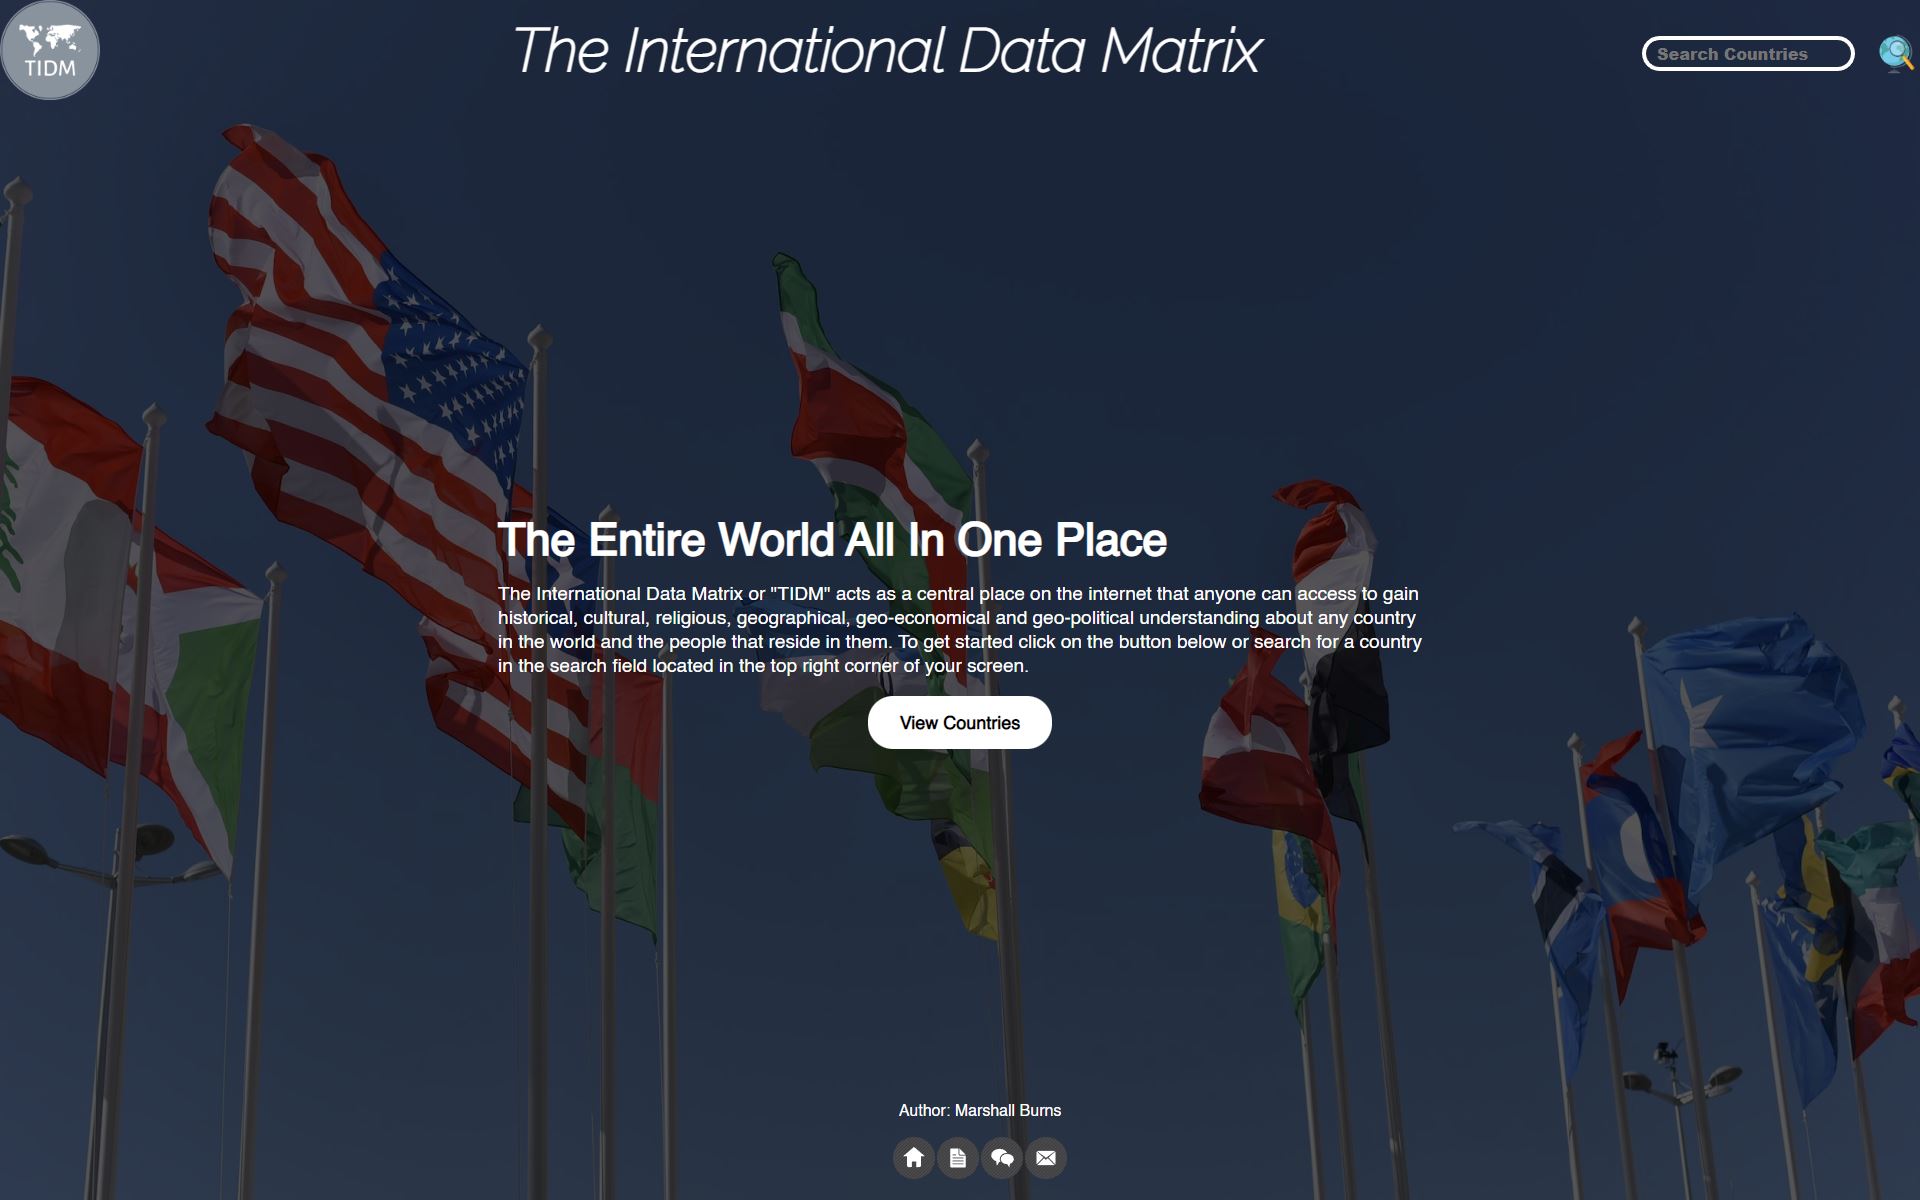 TIDM
The International Data Matrix
Search Countries
The Entire World All In One Place
The International Data Matrix or "TIDM" acts as a central place on the internet that anyone can access to gain
historical, cultural, religious, geographical, geo-economical and geo-political understanding about any country
in the world and the people that reside in them. To get started click on the button below or search for a country
in the search field located in the top right corner of your screen.
View Countries
Author: Marshall Burns